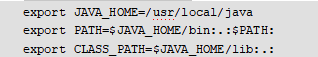 export JAVA_HOME=/usr/local/java
export PATH=$JAVA_HOME/bin:.:$PATH:
export CLASS_PATH=$JAVA_HOME/lib:.: